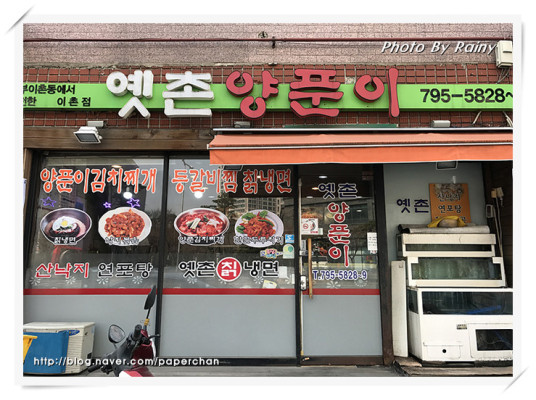 Photo By Rainy
부이촌동에서
이촌점
옛촌양푼이
795-5828~
양푼이김치찌개 등갈비찜 칡냉면
칡냉면
양푼김치찌개
산낙지 연포탕
옛촌 칡 냉면
옛촌
양푼이
T.795-5828~9
옛촌
연포탕
http://blog.naver.com/paperchan